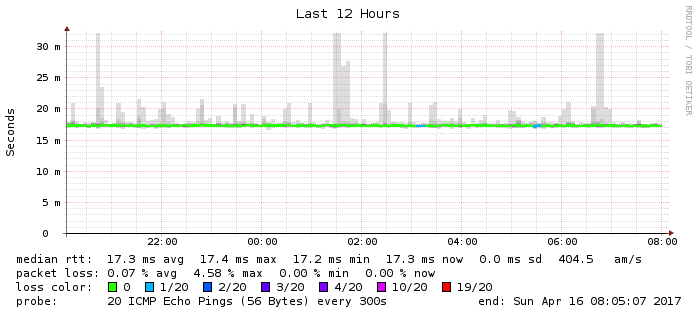 Last 12 Hours
RRDTOOL / TOBI OETIKER
Seconds
30 m
25 m
20 m
15 m
10 m
5 m
0
22:00 00:00 02:00 04:00 06:00 08:00
median rtt: 17.3 ms avg 17.4 ms max 17.2 ms min 17.3 ms now 0.0 ms sd 404.5 am/s
packet loss: 0.07 % avg 4.58 % max 0.00 % min 0.00 % now
loss color: 0 1/20 2/20 3/20 4/20 10/20 19/20
probe: 20 ICMP Echo Pings (56 Bytes) every 300s end: Sun Apr 16 08:05:07 2017